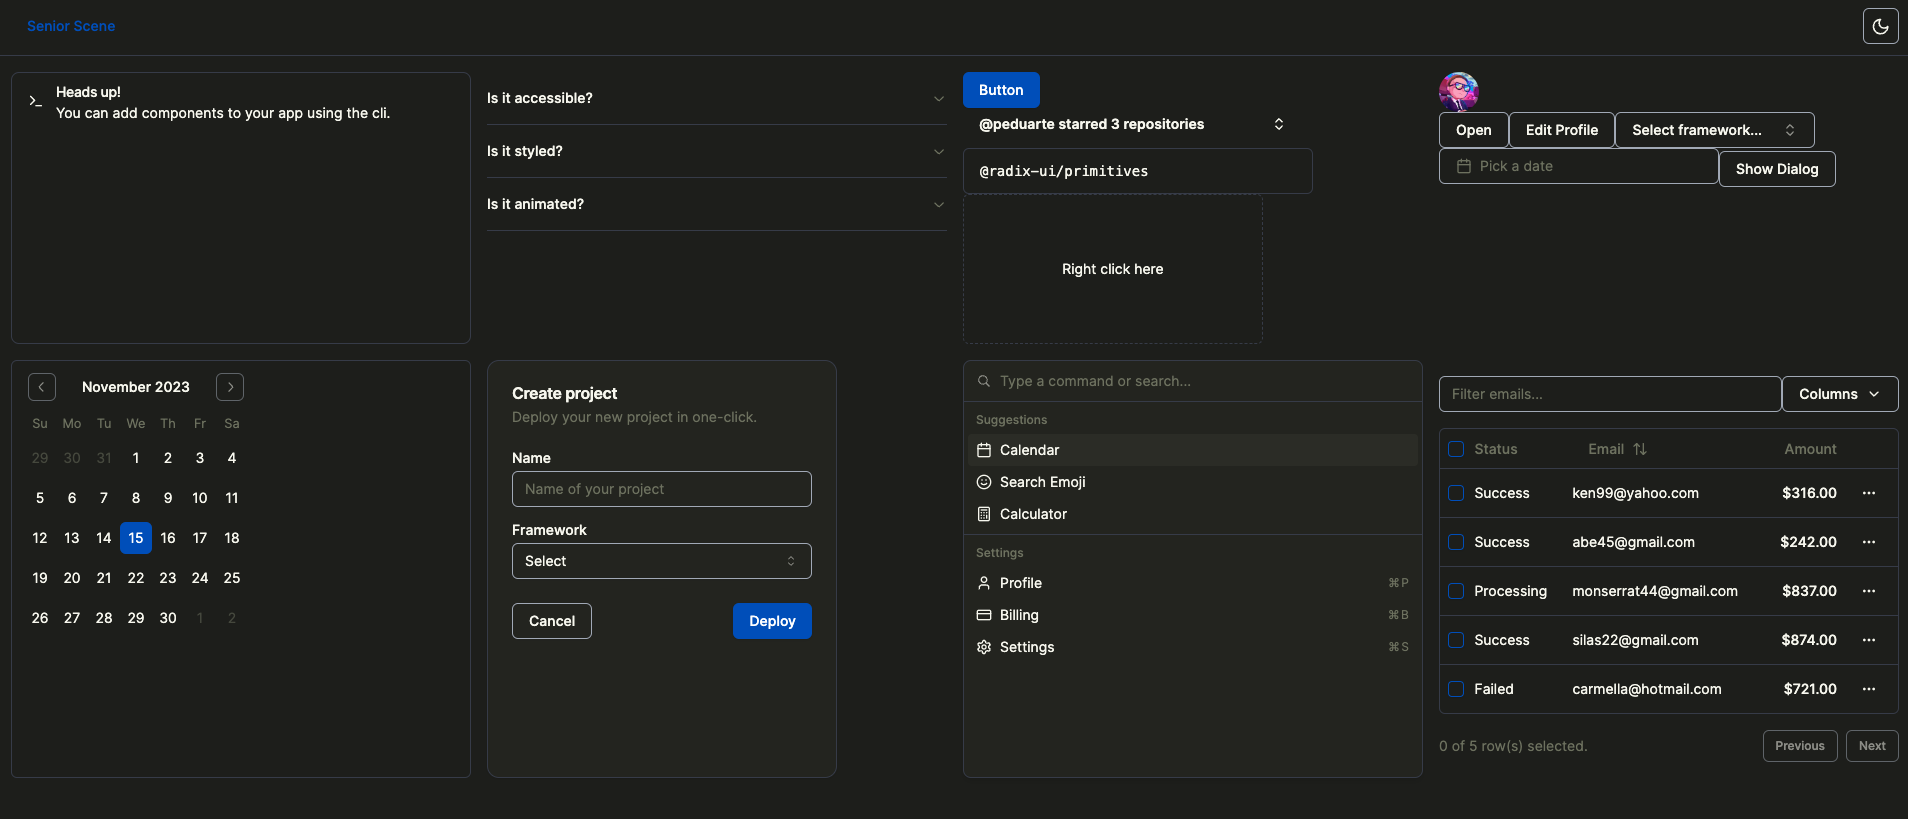 Senior Scene
Heads up!
You can add components to your app using the cli.
Is it accessible?
Is it styled?
Is it animated?
Button
@peduarte starred 3 repositories
@radix-ui/primitives
Right click here
Open
Edit Profile
Select framework...
Pick a date
Show Dialog
November 2023
Su Mo Tu We Th Fr Sa
29 30 31 1 2 3 4
5 6 7 8 9 10 11
12 13 14 15 16 17 18
19 20 21 22 23 24 25
26 27 28 29 30 1 2
Create project
Deploy your new project in one-click.
Name
Name of your project
Framework
Select
Cancel
Deploy
Type a command or search...
Suggestions
Calendar
Search Emoji
Calculator
Settings
Profile ⌘P
Billing ⌘B
Settings ⌘S
Filter emails...
Columns
Status Email Amount
Success ken99@yahoo.com $316.00
Success abe45@gmail.com $242.00
Processing monserrat44@gmail.com $837.00
Success silas22@gmail.com $874.00
Failed carmella@hotmail.com $721.00
0 of 5 row(s) selected.
Previous
Next